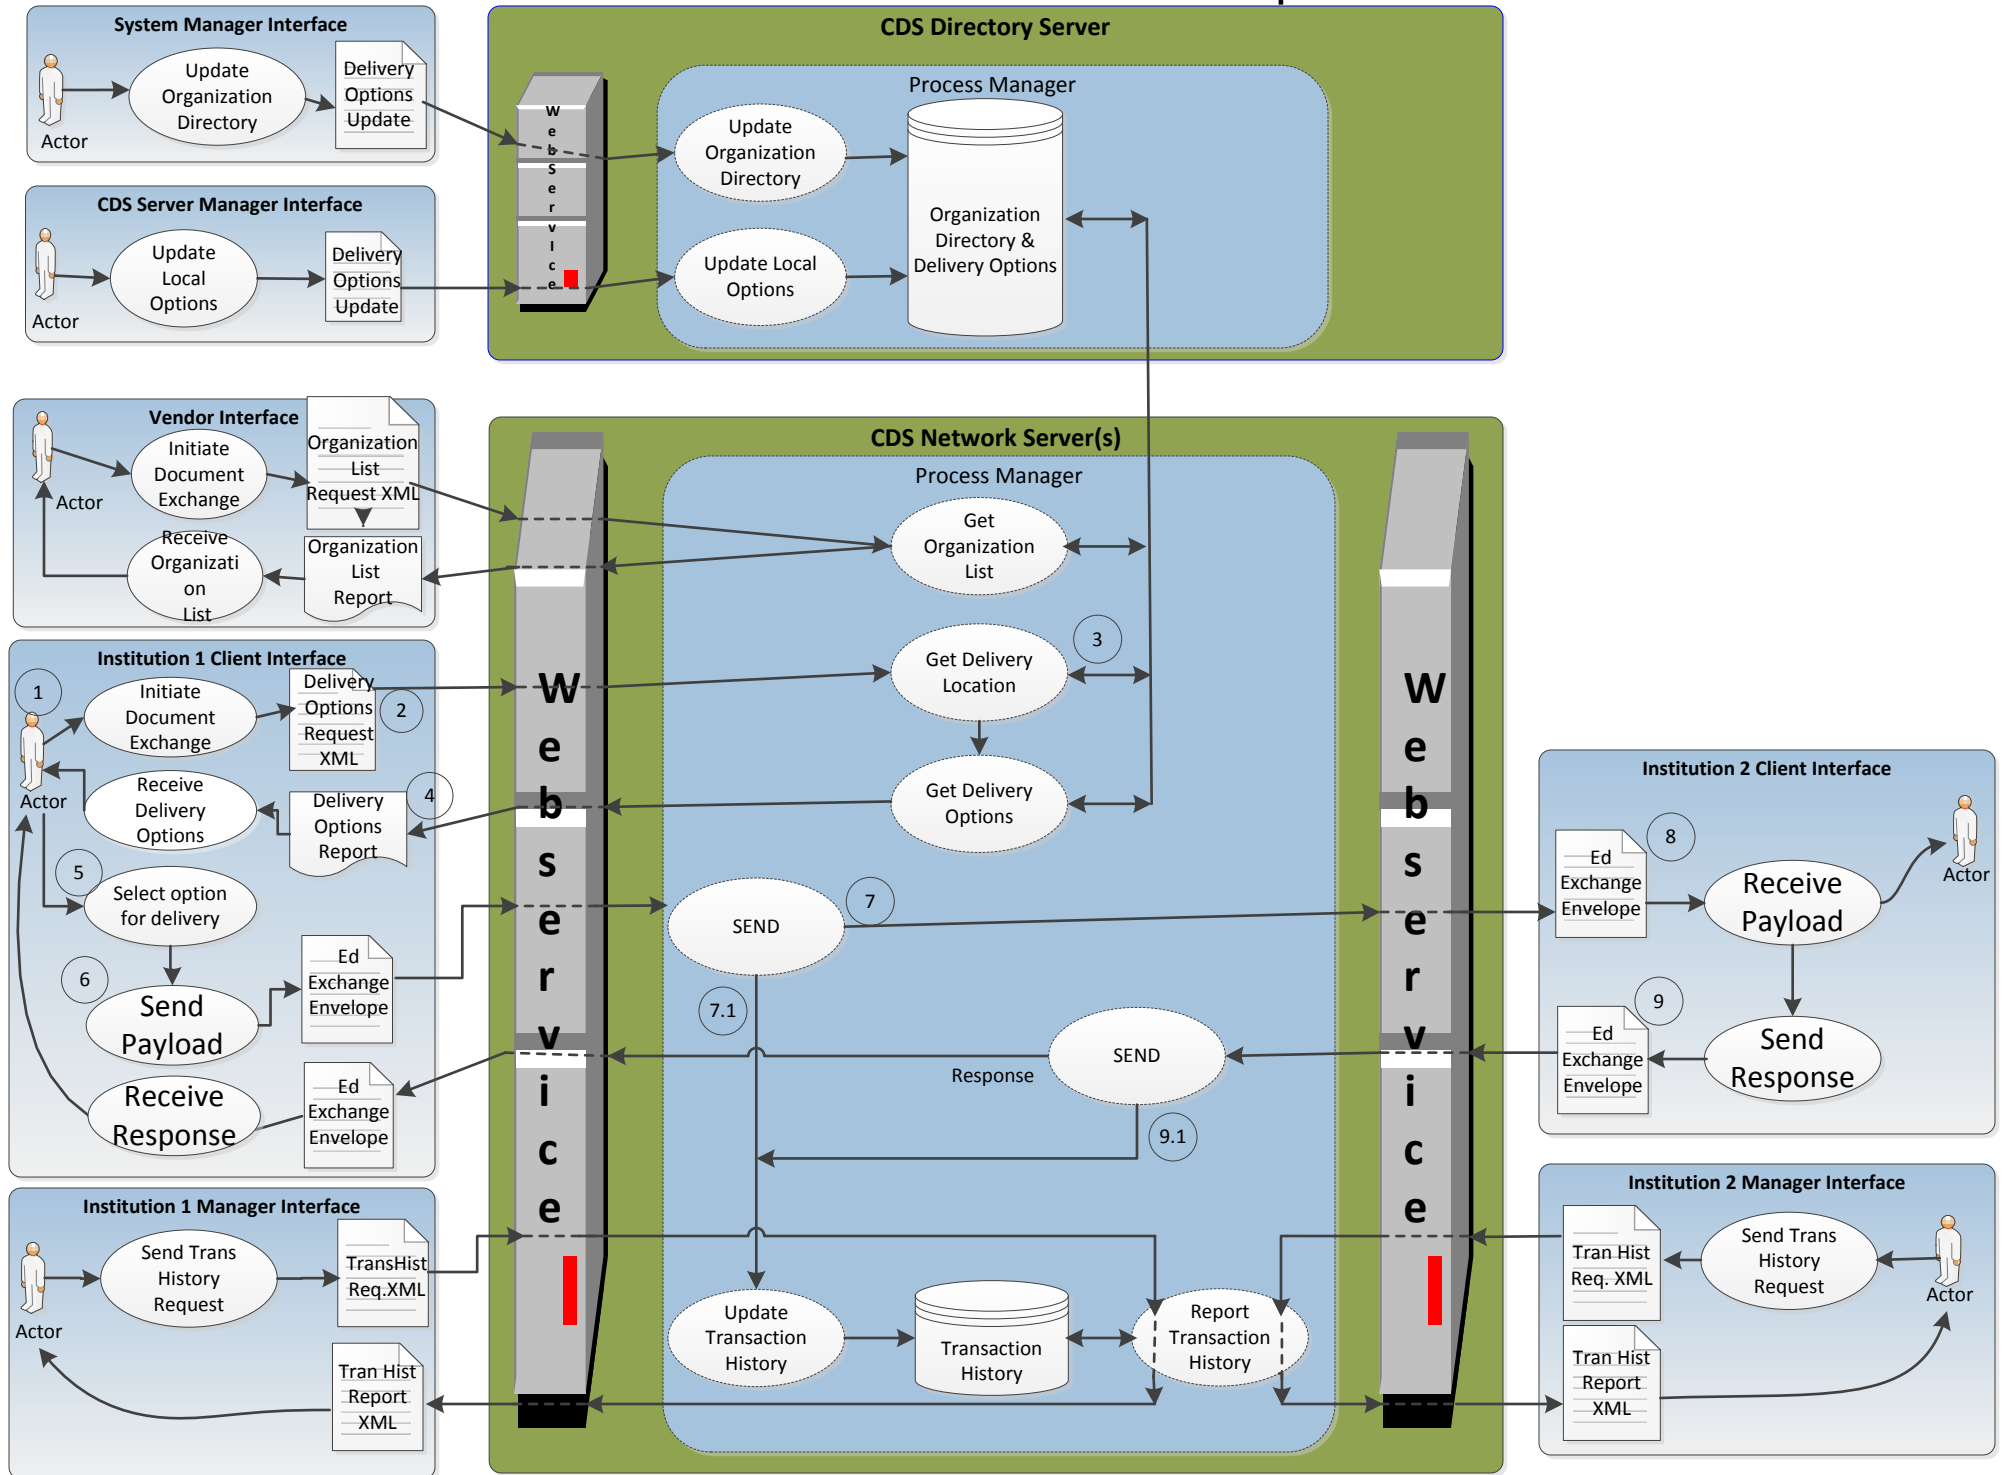 System Manager Interface
Update
Organization
Directory
Delivery
Options
Update
Actor
CDS Server Manager Interface
Update
Local
Options
Delivery
Options
Update
Actor
CDS Directory Server
Process Manager
W
e
b
S
e
r
v
I
c
e
Update
Organization
Directory
Update Local
Options
Organization
Directory &
Delivery Options
Vendor Interface
Initiate
Document
Exchange
Organization
List
Request XML
Actor
Receive
Organizati
on
List
Organization
List
Report
Institution 1 Client Interface
1
Initiate
Document
Exchange
Delivery
Options
Request
XML
2
Actor
Receive
Delivery
Options
Delivery
Options
Report
4
5
Select option
for delivery
6
Send
Payload
Ed
Exchange
Envelope
Receive
Response
Ed
Exchange
Envelope
Institution 1 Manager Interface
Send Trans
History
Request
TransHist
Req.XML
Actor
Tran Hist
Report
XML
CDS Network Server(s)
Process Manager
W
e
b
s
e
r
v
i
c
e
Get
Organization
List
Get Delivery
Location
3
Get Delivery
Options
SEND
7
7.1
SEND
Response
9.1
Update
Transaction
History
Transaction
History
Report
Transaction
History
W
e
b
s
e
r
v
i
c
e
Institution 2 Client Interface
Ed
Exchange
Envelope
8
Receive
Payload
Actor
Ed
Exchange
Envelope
9
Send
Response
Institution 2 Manager Interface
Tran Hist
Req. XML
Send Trans
History
Request
Actor
Tran Hist
Report
XML